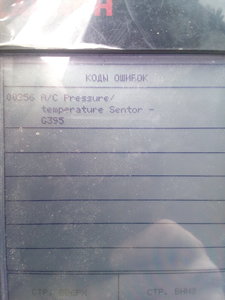 КОДЫ ОШИБОК
00256 A/C Pressure/
temperature Sentor -
G395
СТР. ВВЕРХ
СТР. ВНИЗ